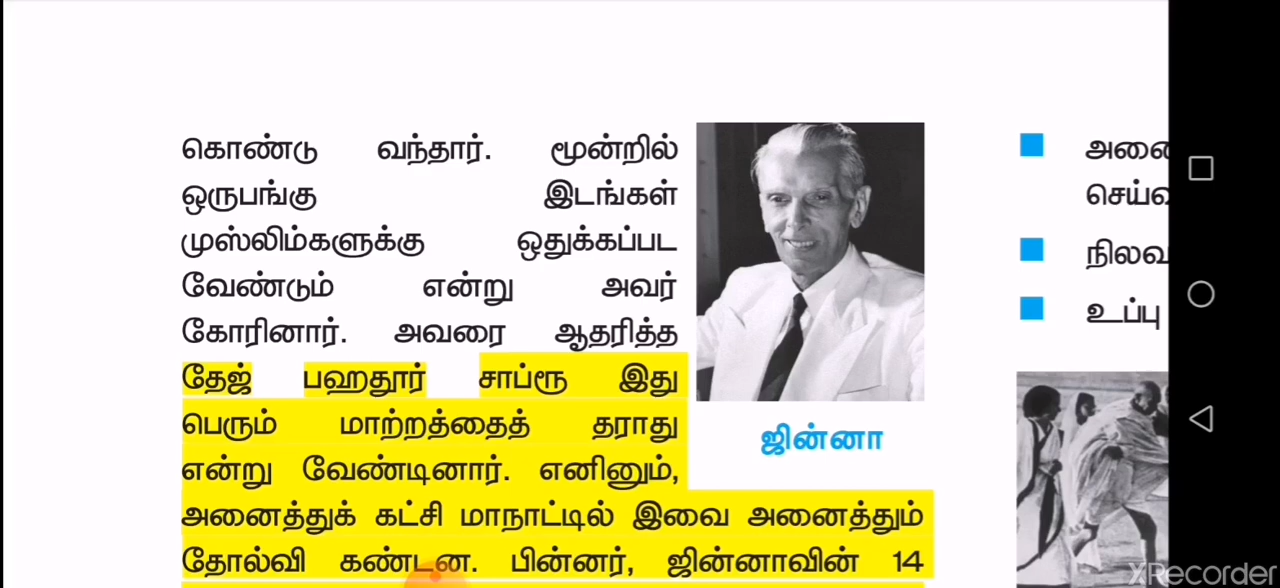 கொண்டு வந்தார். மூன்றில்
ஒருபங்கு இடங்கள்
முஸ்லிம்களுக்கு ஒதுக்கப்பட
வேண்டும் என்று அவர்
கோரினார். அவரை ஆதரித்த
தேஜ் பஹதூர் சாப்ரூ இது
பெரும் மாற்றத்தைத் தராது
என்று வேண்டினார். எனினும்,
அனைத்துக் கட்சி மாநாட்டில் இவை அனைத்தும்
தோல்வி கண்டன. பின்னர், ஜின்னாவின் 14
ஜின்னா
உப்பு
XRecorder